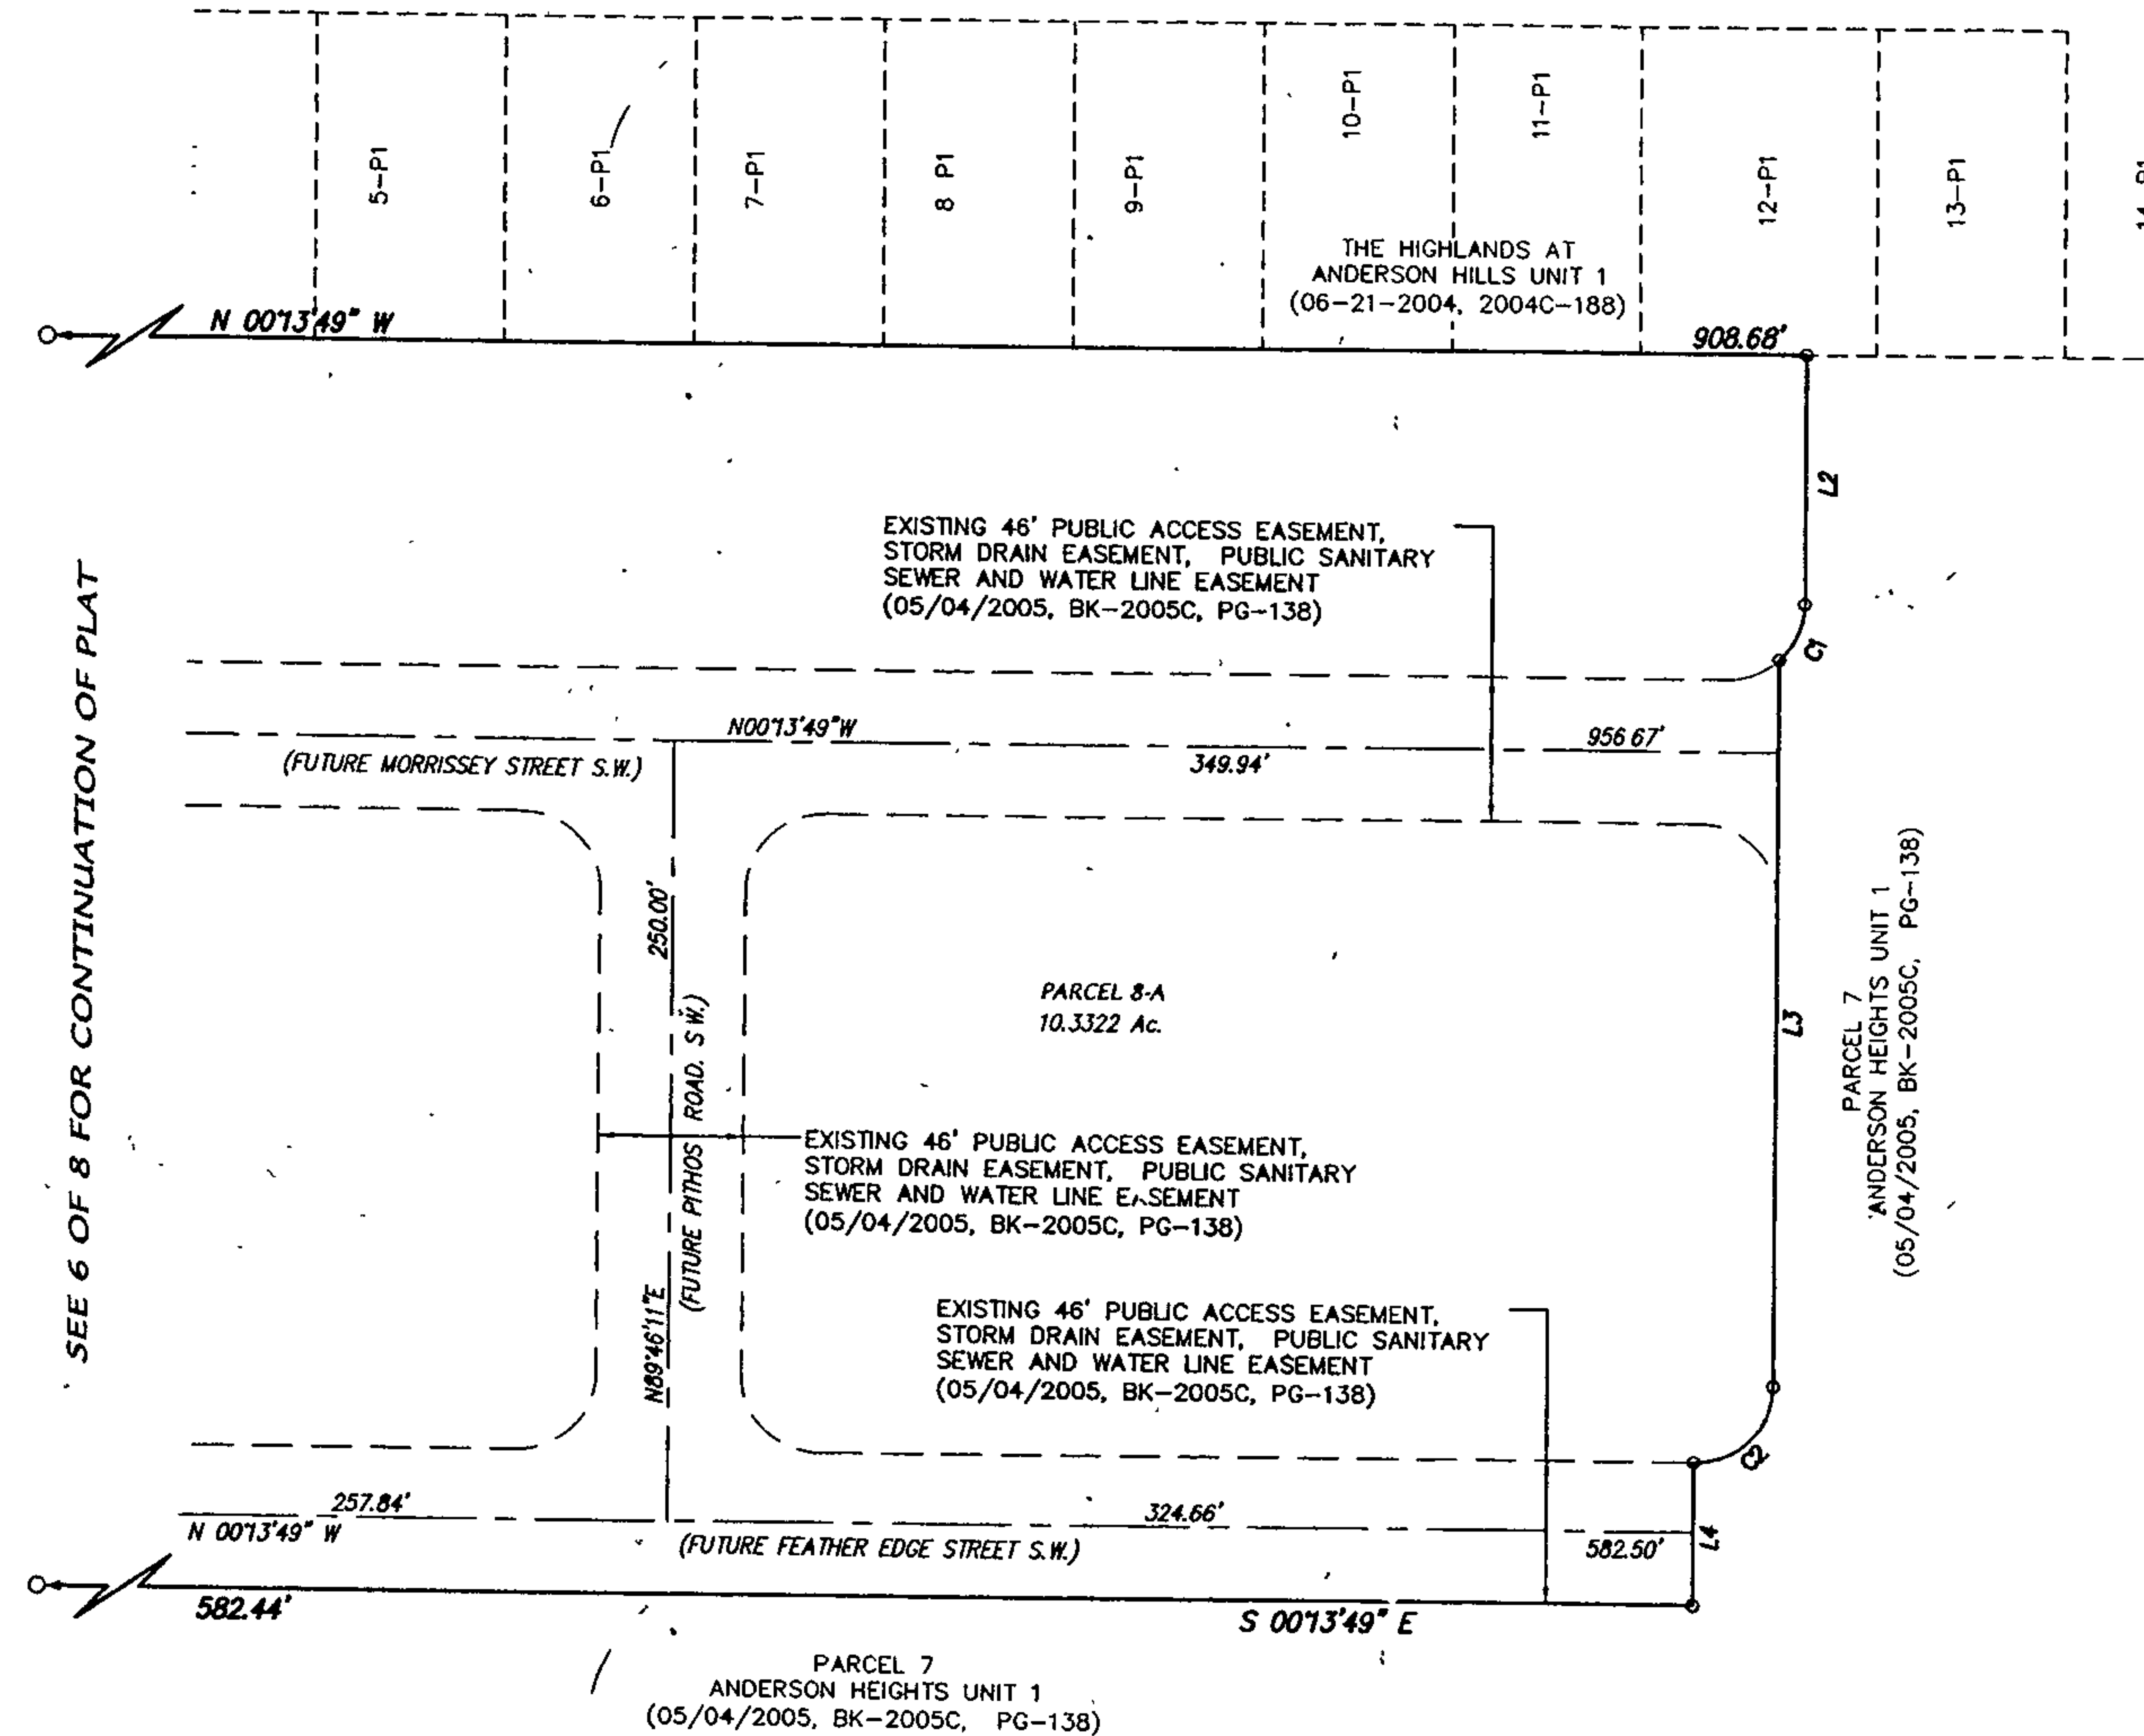 5-P1
6-P1
7-P1
8 P1
9-P1
10-P1
11-P1
12-P1
13-P1
THE HIGHLANDS AT
ANDERSON HILLS UNIT 1
(06-21-2004, 2004C-188)
N 00°13'49" W
908.68'
L2
SEE 6 OF 8 FOR CONTINUATION OF PLAT
EXISTING 46' PUBLIC ACCESS EASEMENT,
STORM DRAIN EASEMENT, PUBLIC SANITARY
SEWER AND WATER LINE EASEMENT
(05/04/2005, BK-2005C, PG-138)
C1
N00°13'49"W
956 67'
(FUTURE MORRISSEY STREET S.W.)
349.94'
250.00'
N89°46'11"E
(FUTURE PITHOS ROAD. S W.)
PARCEL 8-A
10.3322 Ac.
L3
PARCEL 7
ANDERSON HEIGHTS UNIT 1
(05/04/2005, BK-2005C, PG-138)
EXISTING 46' PUBLIC ACCESS EASEMENT,
STORM DRAIN EASEMENT, PUBLIC SANITARY
SEWER AND WATER LINE EASEMENT
(05/04/2005, BK-2005C, PG-138)
EXISTING 46' PUBLIC ACCESS EASEMENT,
STORM DRAIN EASEMENT, PUBLIC SANITARY
SEWER AND WATER LINE EASEMENT
(05/04/2005, BK-2005C, PG-138)
C2
257.84'
N 00°13'49" W
324.66'
(FUTURE FEATHER EDGE STREET S.W.)
582.50'
L4
582.44'
S 00°13'49" E
PARCEL 7
ANDERSON HEIGHTS UNIT 1
(05/04/2005, BK-2005C, PG-138)